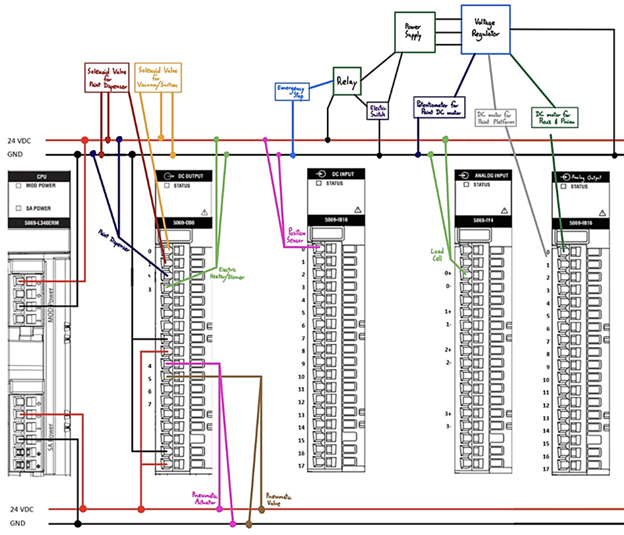 Power
Supply
Voltage
Regulator
Solenoid Valve
for
Paint Dispenser
Solenoid Valve
for
Vacuum/Suction
Relay
Emergency
Stop
Electric
Switch
Potentiometer for
Paint DC motor
DC motor for
Paint Platform
DC motor for
Rack & Pinion
24 VDC
GND
CPU
MOD POWER
SA POWER
5069-L340ERM
DC OUTPUT
STATUS
5069-OB8
DC INPUT
STATUS
5069-IB16
ANALOG INPUT
STATUS
5069-IY4
Analog Output
STATUS
5069-IB16
Paint Dispenser
Electric
Heater/Blower
Position
Sensor
Load
Cell
MOD Power
SA Power
0
1
3
4
5
6
7
0
1
2
3
4
5
6
7
8
9
10
11
12
13
14
15
16
17
0+
0-
1+
1-
2+
2-
3+
3-
0
1
2
3
4
5
6
7
8
9
10
11
12
13
14
15
16
17
Pneumatic
Actuator
Pneumatic
Valve
24 VDC
GND